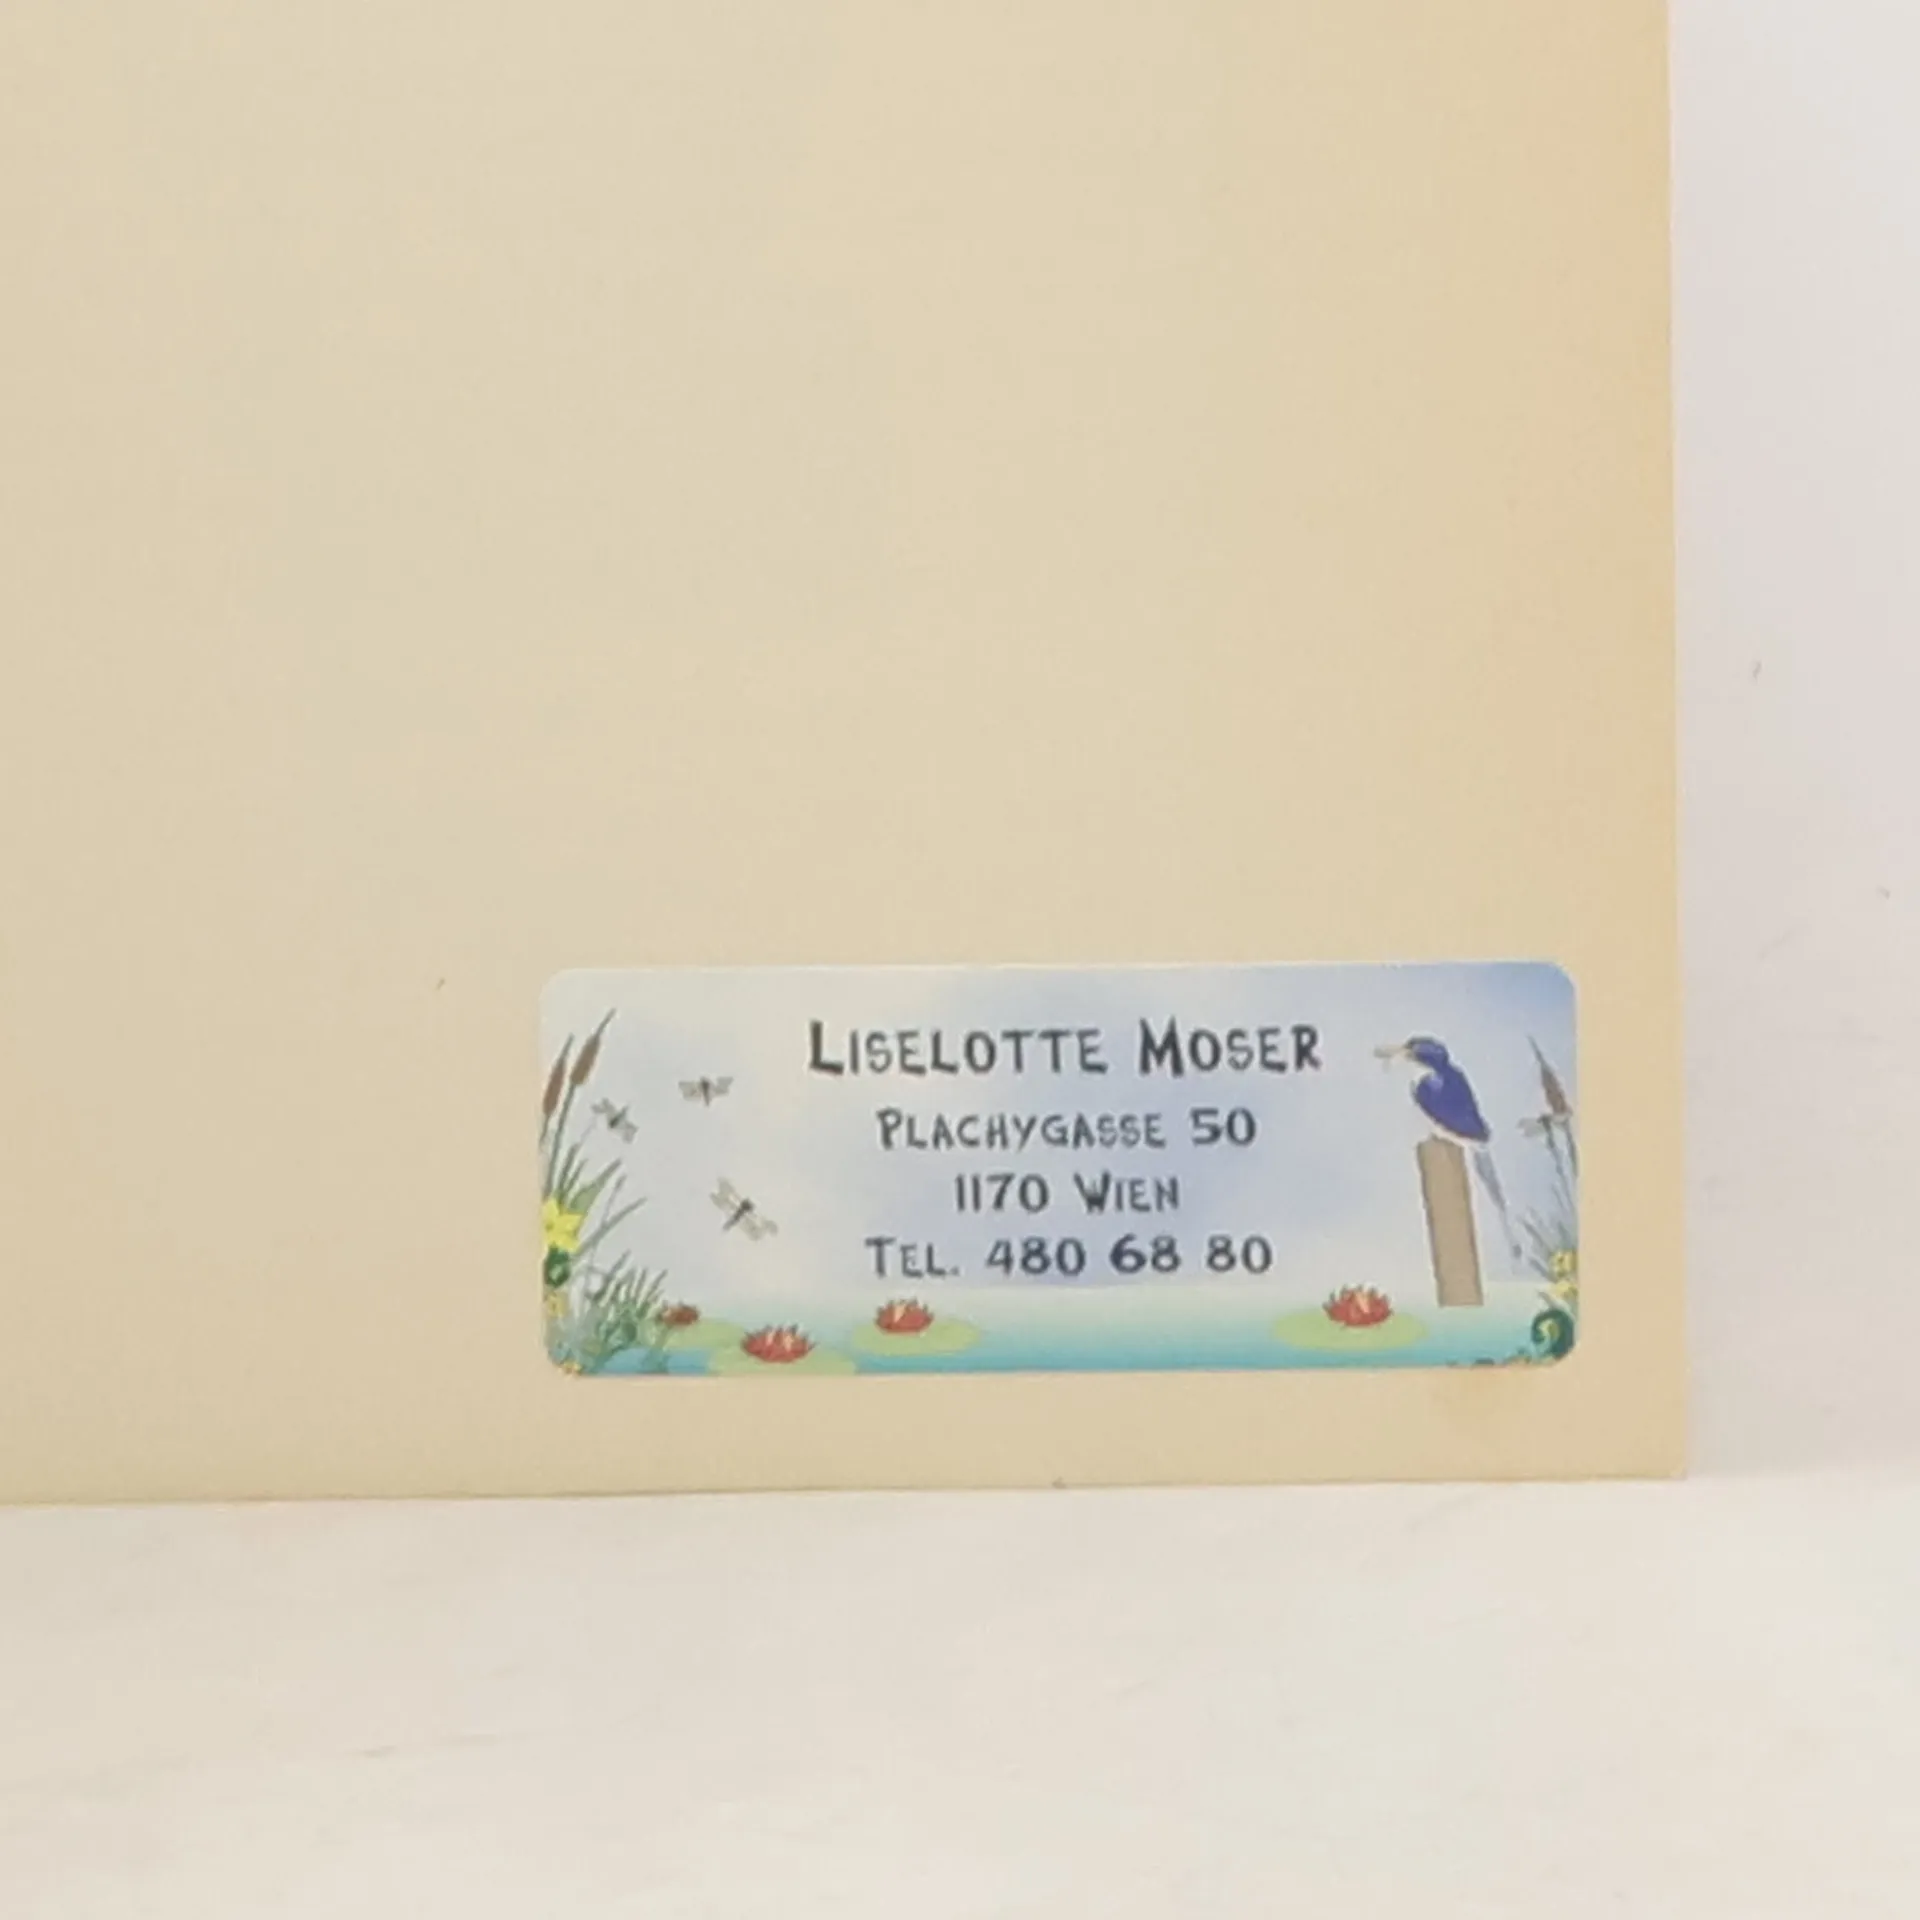 LISELOTTE MOSER
PLACHYGASSE 50
1170 WIEN
TEL. 480 68 80